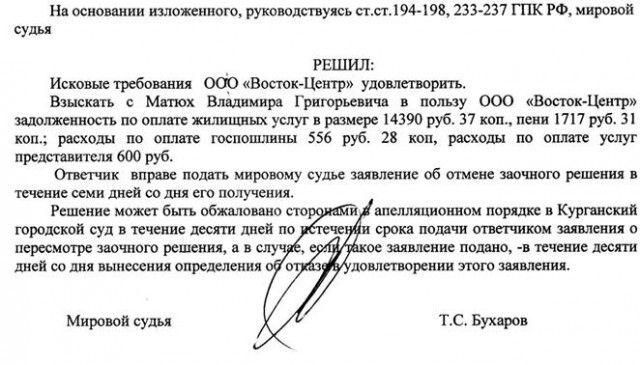 На основании изложенного, руководствуясь ст.ст.194-198, 233-237 ГПК РФ, мировой
судья
РЕШИЛ:
Исковые требования ООО «Восток-Центр» удовлетворить.
Взыскать с Матюх Владимира Григорьевича в пользу ООО «Восток-Центр»
задолженность по оплате жилищных услуг в размере 14390 руб. 37 коп., пени 1717 руб. 31
коп.; расходы по оплате госпошлины 556 руб. 28 коп, расходы по оплате услуг
представителя 600 руб.
Ответчик вправе подать мировому судье заявление об отмене заочного решения в
течение семи дней со дня его получения.
Решение может быть обжаловано сторонами в апелляционном порядке в Курганский
городской суд в течение десяти дней по истечении срока подачи ответчиком заявления о
пересмотре заочного решения, а в случае, если такое заявление подано, -в течение десяти
дней со дня вынесения определения об отказе в удовлетворении этого заявления.
Мировой судья Т.С. Бухаров